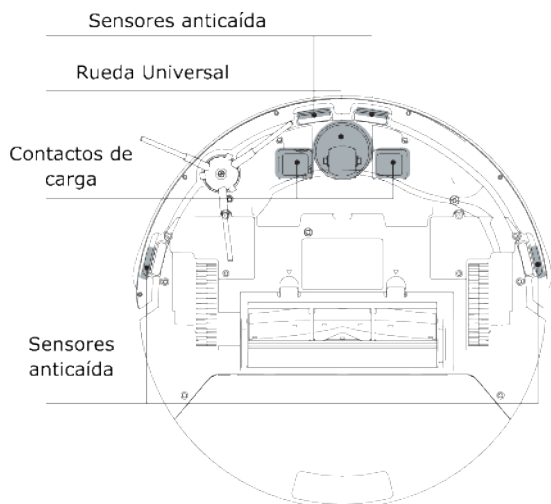 Sensores anticaída
Rueda Universal
Contactos de
carga
Sensores
anticaída